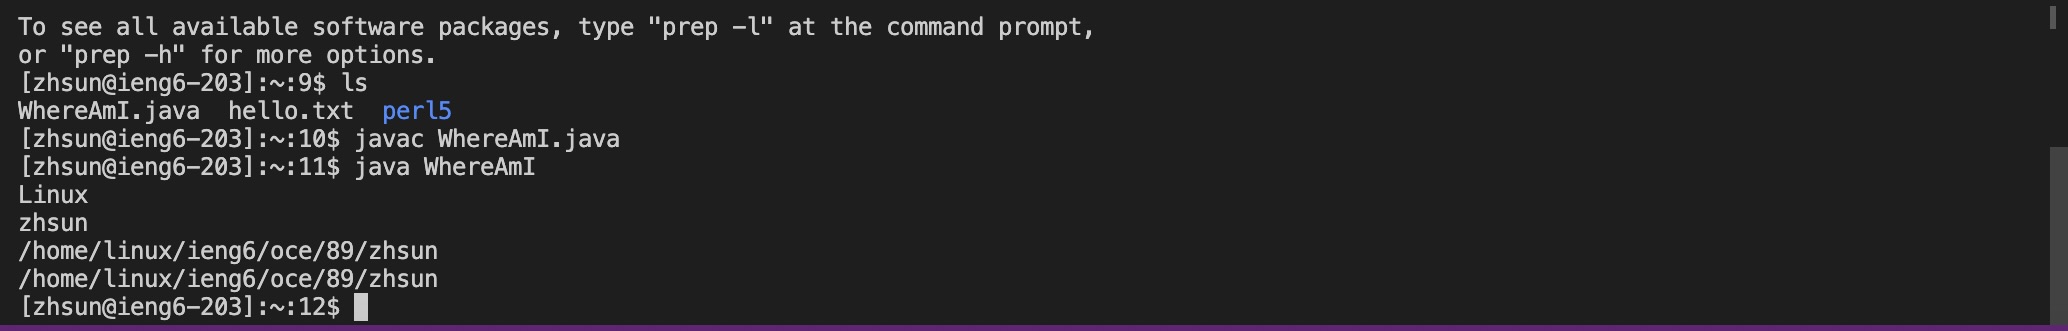 To see all available software packages, type "prep -l" at the command prompt,
or "prep -h" for more options.
[zhsun@ieng6-203]:~:9$ ls
WhereAmI.java  hello.txt  perl5
[zhsun@ieng6-203]:~:10$ javac WhereAmI.java
[zhsun@ieng6-203]:~:11$ java WhereAmI
Linux
zhsun
/home/linux/ieng6/oce/89/zhsun
/home/linux/ieng6/oce/89/zhsun
[zhsun@ieng6-203]:~:12$